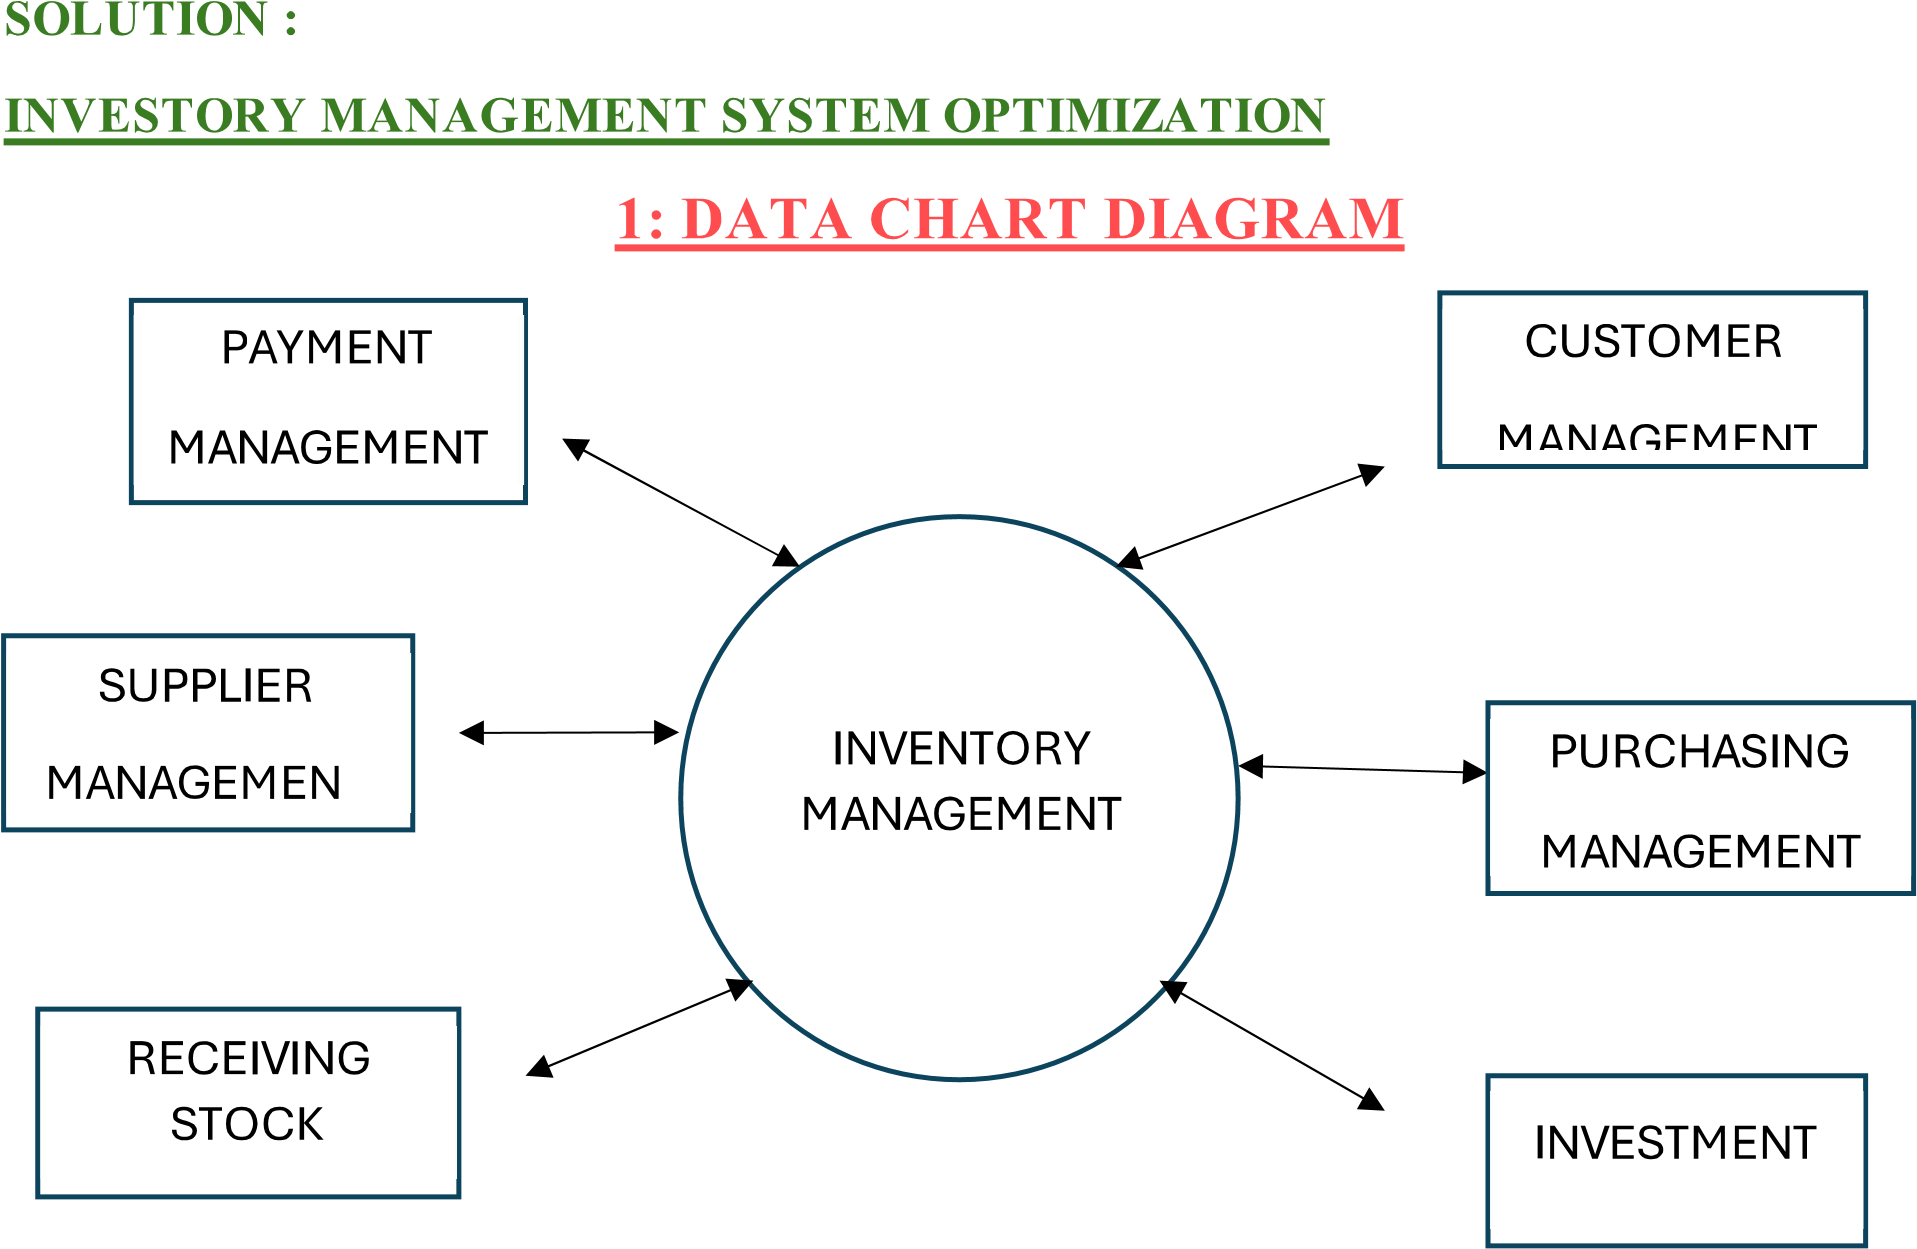 SOLUTION :
INVESTORY MANAGEMENT SYSTEM OPTIMIZATION
1: DATA CHART DIAGRAM
PAYMENT
MANAGEMENT
CUSTOMER
MANAGEMENT
SUPPLIER
MANAGEMEN
INVENTORY
MANAGEMENT
PURCHASING
MANAGEMENT
RECEIVING
STOCK
INVESTMENT